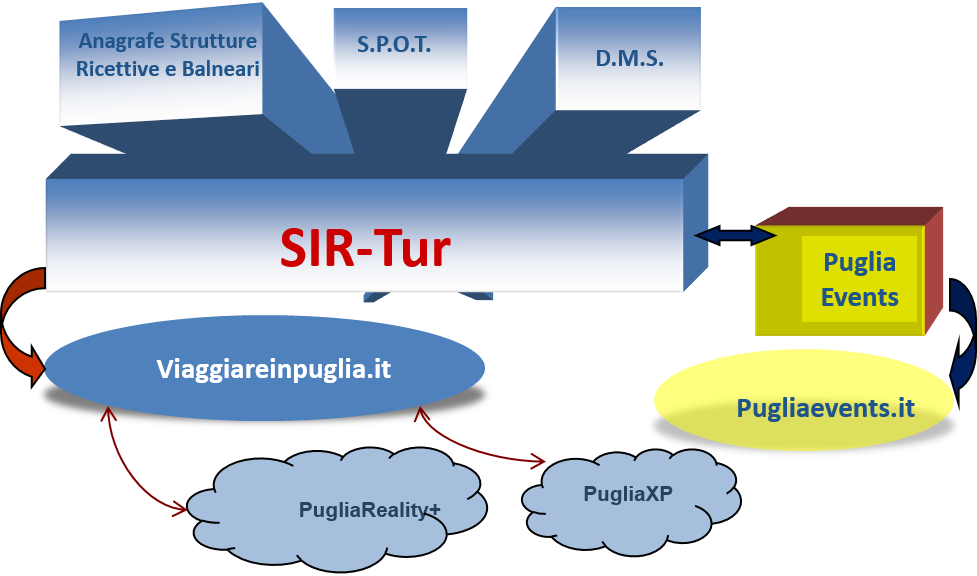 Anagrafe Strutture
Ricettive e Balneari
S.P.O.T.
D.M.S.
SIR-Tur
Puglia
Events
Viaggiareinpuglia.it
Pugliaevents.it
PugliaReality+
PugliaXP